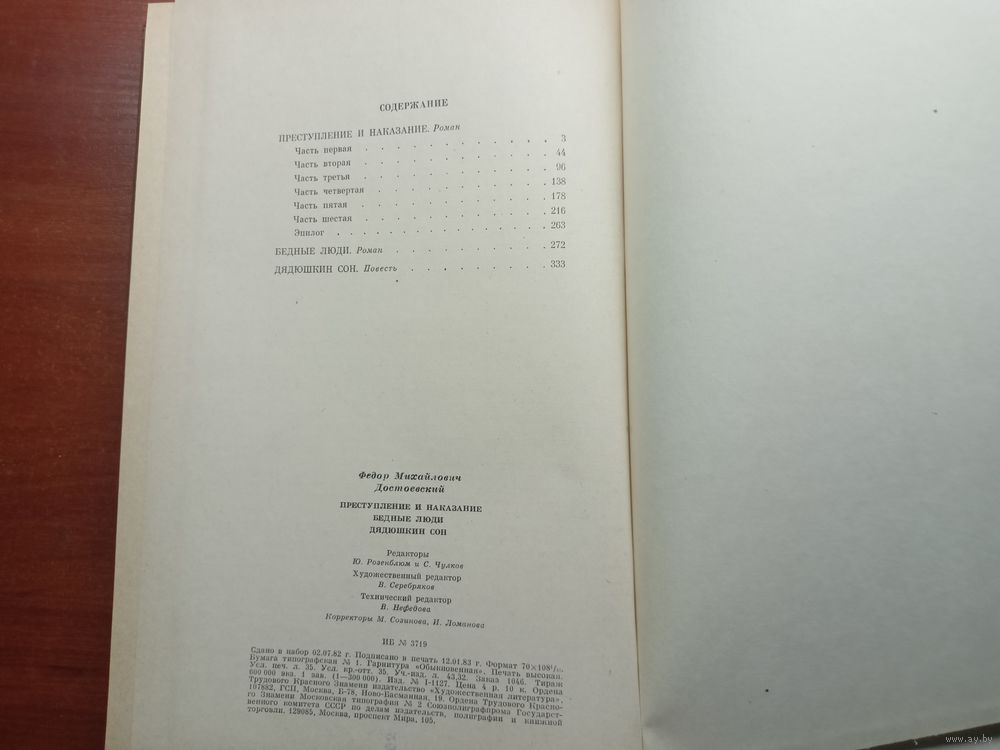 СОДЕРЖАНИЕ
ПРЕСТУПЛЕНИЕ И НАКАЗАНИЕ. Роман
Часть первая . . . . . . . . . . . 3
Часть вторая . . . . . . . . . . . 44
Часть третья . . . . . . . . . . . 96
Часть четвертая . . . . . . . . . . 138
Часть пятая . . . . . . . . . . . 178
Часть шестая . . . . . . . . . . . 216
Эпилог . . . . . . . . . . . . 263
БЕДНЫЕ ЛЮДИ. Роман . . . . . . . . . 272
ДЯДЮШКИН СОН. Повесть . . . . . . . . 333
Федор Михайлович
Достоевский
ПРЕСТУПЛЕНИЕ И НАКАЗАНИЕ
БЕДНЫЕ ЛЮДИ
ДЯДЮШКИН СОН
Редакторы
Ю. Розенблюм и С. Чулков
Художественный редактор
В. Серебряков
Технический редактор
В. Нефедова
Корректоры М. Созинова, И. Ломанова
ИБ № 3719
Сдано в набор 02.07.82 г. Подписано в печать 12.01.83 г. Формат 70×108¹/₁₆.
Бумага типографская № 1. Гарнитура «Обыкновенная». Печать высокая.
Усл. печ. л. 35. Усл. кр.-отт. 35. Уч.-изд. л. 43,32. Заказ 1046. Тираж
600 000 экз. 1 зав. (1—300 000). Изд. № I-1127. Цена 4 р. 10 к. Ордена
Трудового Красного Знамени издательство «Художественная литература»,
107882, ГСП, Москва, Б-78, Ново-Басманная, 19. Ордена Трудового Красно-
го Знамени Московская типография № 2 Союзполиграфпрома Государст-
венного комитета СССР по делам издательств, полиграфии и книжной
торговли. 129085, Москва, проспект Мира, 105.
www.ay.by